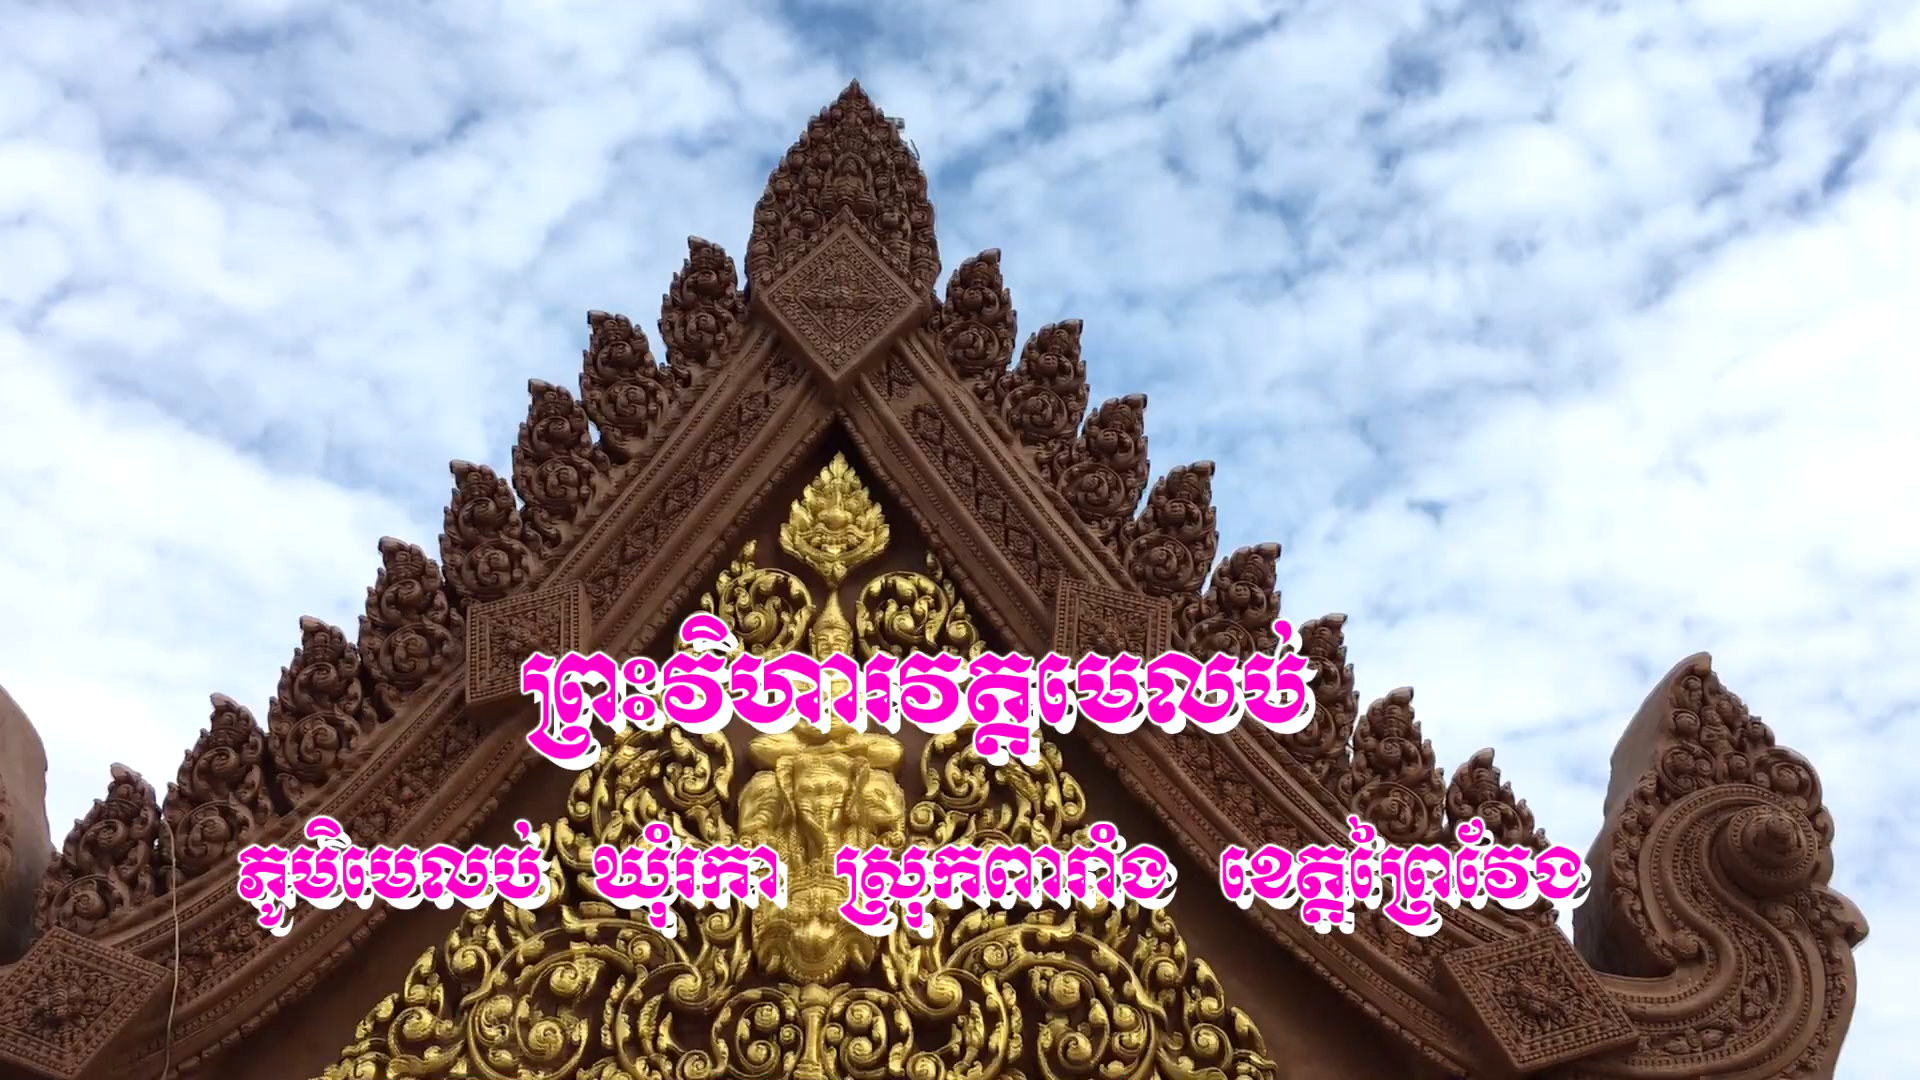 ព្រះវិហារវត្តមេលប់
ភូមិមេលប់ ឃុំរកា ស្រុកពារាំង ខេត្តព្រៃវែង